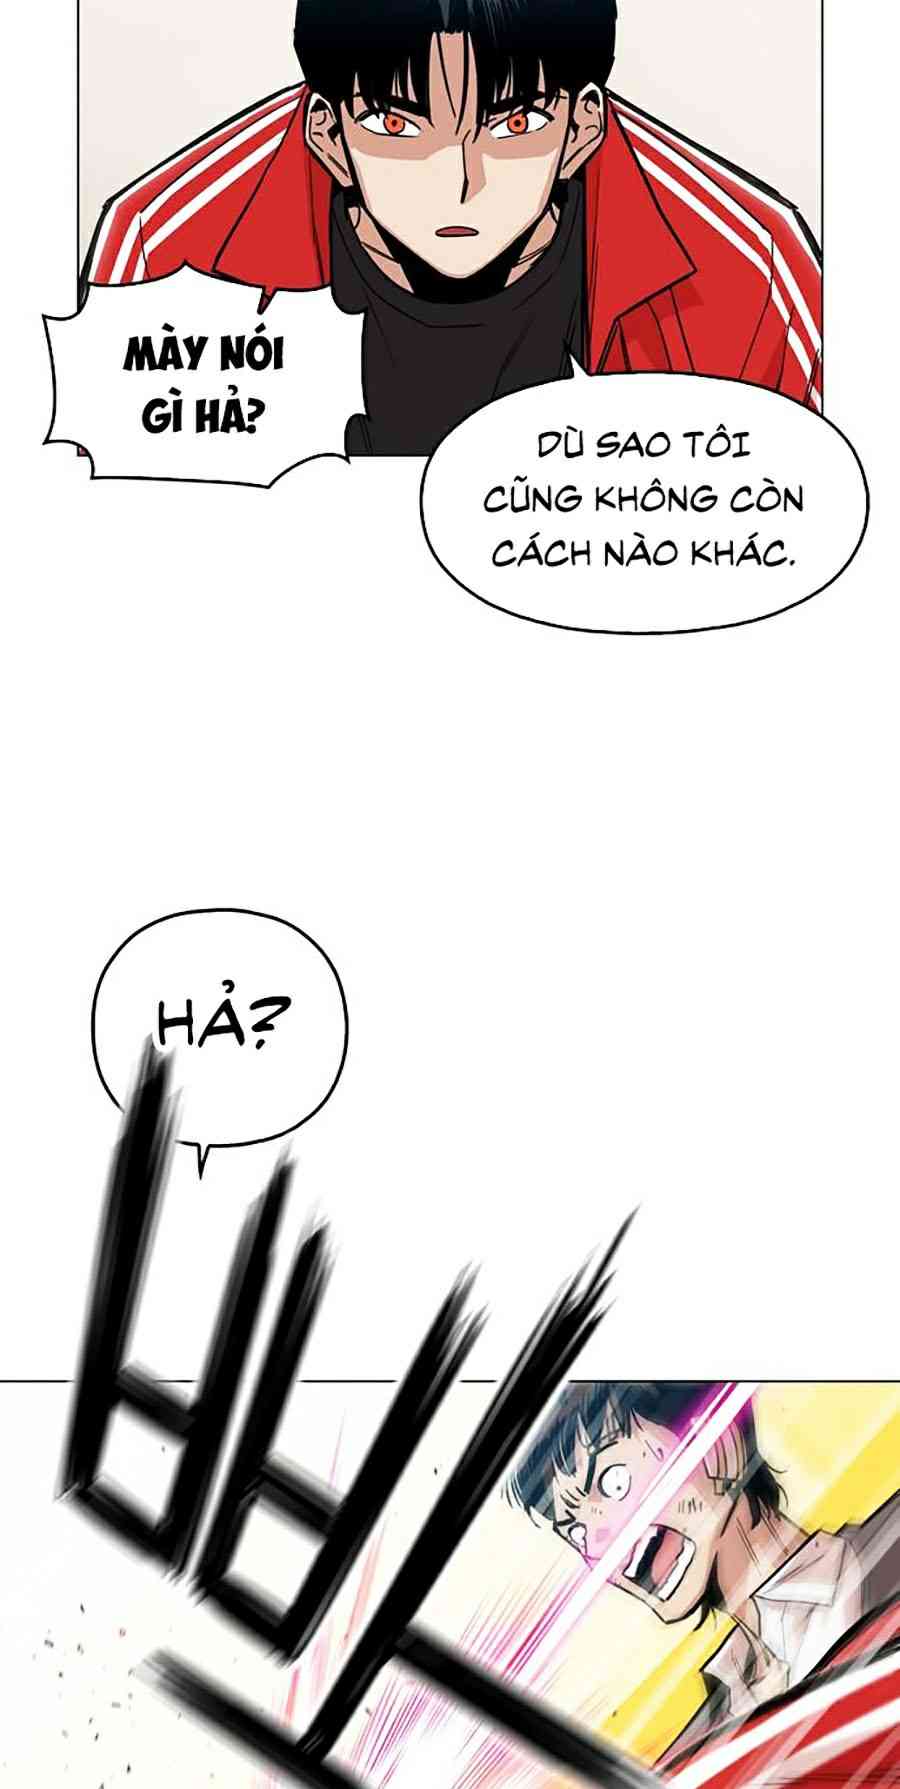 MÀY NÓI
GÌ HẢ?
DÙ SAO TÔI
CŨNG KHÔNG CÒN
CÁCH NÀO KHÁC.
HẢ?